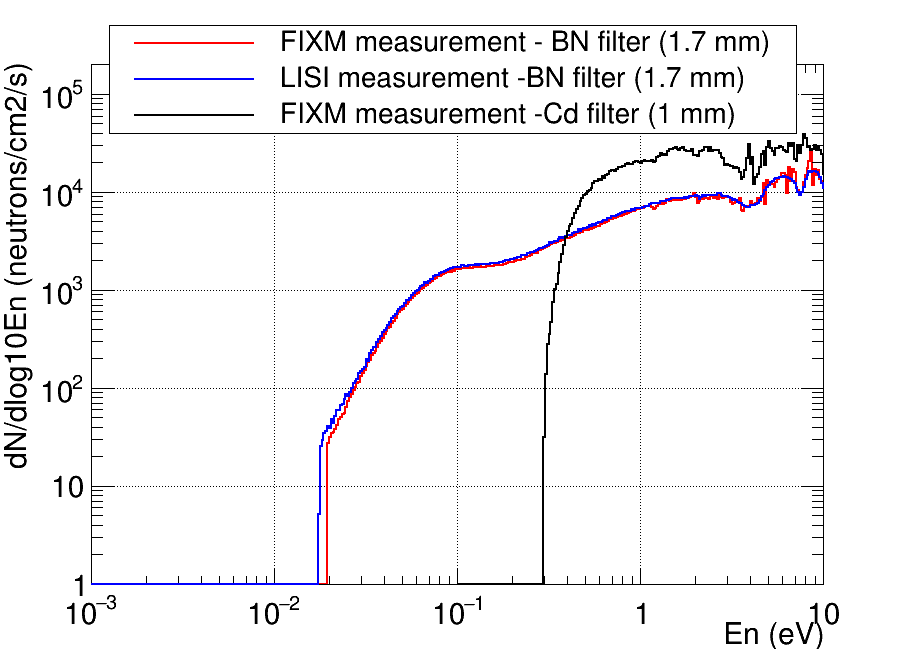 FIXM measurement - BN filter (1.7 mm)
LISI measurement -BN filter (1.7 mm)
FIXM measurement -Cd filter (1 mm)
dN/dlog10En (neutrons/cm2/s)
10^5
10^4
10^3
10^2
10
1
10^−3 10^−2 10^−1 1 10
En (eV)